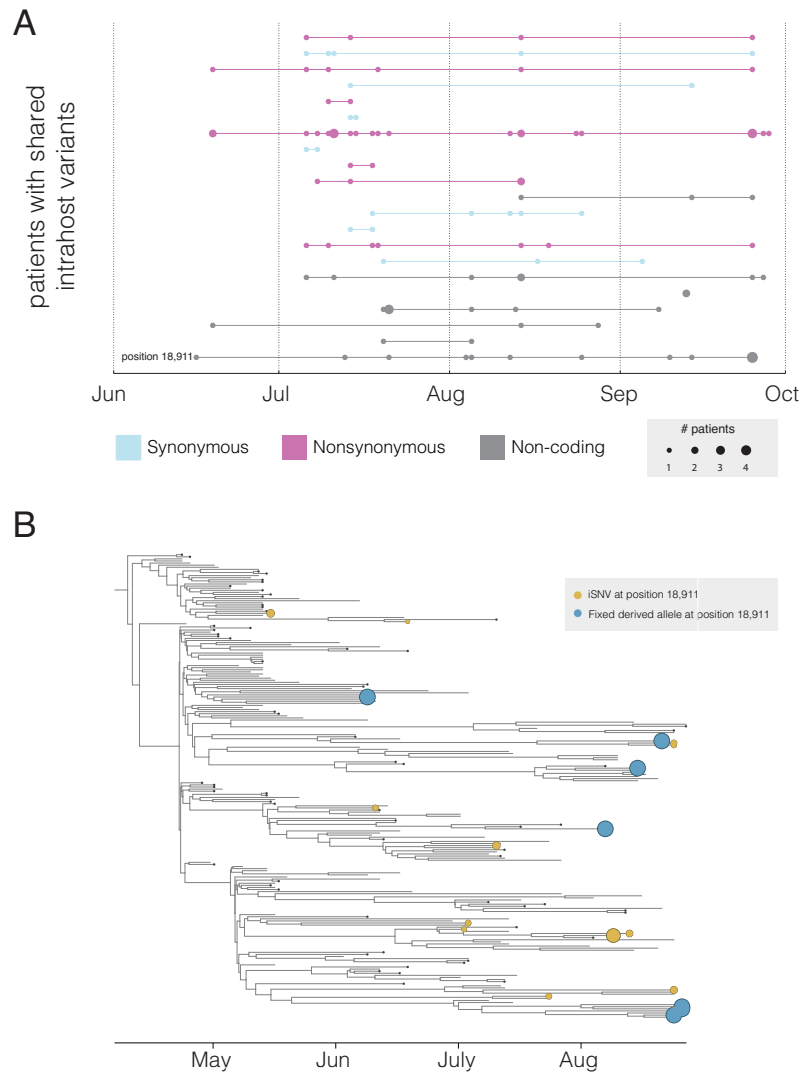 A
patients with shared
intrahost variants
position 18,911
Jun Jul Aug Sep Oct
Synonymous Nonsynonymous Non-coding
# patients
1 2 3 4
B
iSNV at position 18,911
Fixed derived allele at position 18,911
May June July Aug